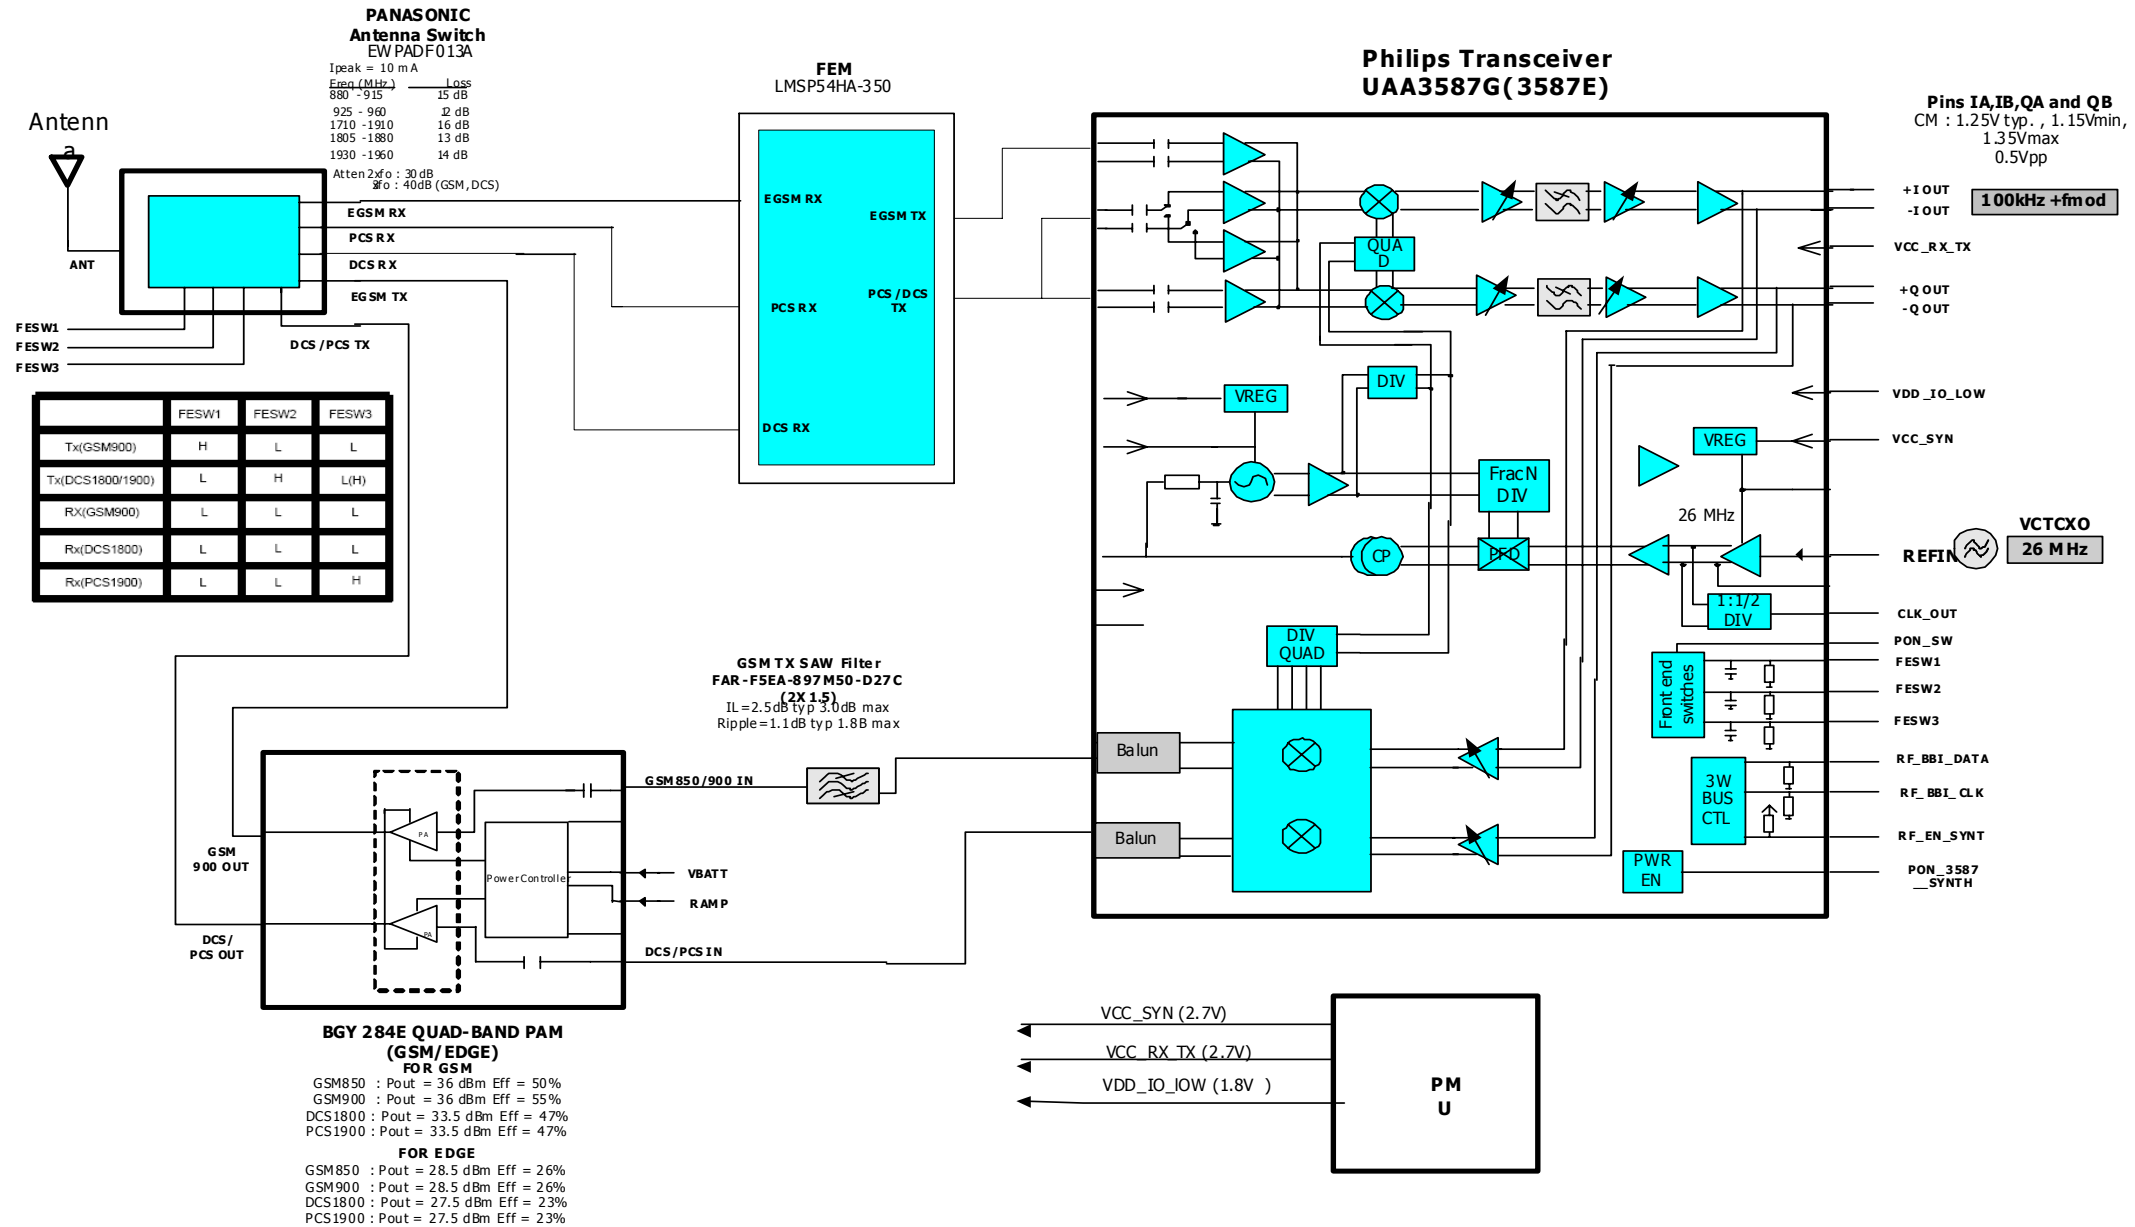 PANASONIC
Antenna Switch
EWPADF013A
Ipeak = 10 mA
Freq (MHz) Loss
880 - 915 15 dB
925 - 960 12 dB
1710 -1910 16 dB
1805 -1880 13 dB
1930 -1960 14 dB
Atten 2xfo : 30 dB
3xfo : 40dB (GSM, DCS)
Antenn
a
ANT
EGSM RX
PCS RX
DCS RX
EGSM TX
DCS /PCS TX
FESW1
FESW2
FESW3
FESW1 FESW2 FESW3
Tx(GSM900) H L L
Tx(DCS1800/1900) L H L(H)
RX(GSM900) L L L
Rx(DCS1800) L L L
Rx(PCS1900) L L H
FEM
LMSP54HA-350
EGSM RX
EGSM TX
PCS RX
PCS /DCS
TX
DCS RX
Philips Transceiver
UAA3587G(3587E)
QUA
D
DIV
VREG
FracN
DIV
CP
PFD
VREG
26 MHz
1:1/2
DIV
DIV
QUAD
Front end
switches
Balun
Balun
3W
BUS
CTL
PWR
EN
Pins IA,IB,QA and QB
CM : 1.25V typ. , 1.15Vmin,
1.35Vmax
0.5Vpp
+I OUT
-I OUT
100kHz +fmod
VCC_RX_TX
+Q OUT
-Q OUT
VDD_IO_LOW
VCC_SYN
VCTCXO
26 MHz
REFIN
CLK_OUT
PON_SW
FESW1
FESW2
FESW3
RF_BBI_DATA
RF_BBI_CLK
RF_EN_SYNT
PON_3587
__SYNTH
GSM TX SAW Filter
FAR-F5EA-897M50-D27C
(2X1.5)
IL=2.5dB typ 3.0dB max
Ripple=1.1dB typ 1.8B max
GSM850/900 IN
PA
Power Controller
PA
GSM
900 OUT
DCS/
PCS OUT
VBATT
RAMP
DCS/PCS IN
BGY 284E QUAD-BAND PAM
(GSM/EDGE)
FOR GSM
GSM850 : Pout = 36 dBm Eff = 50%
GSM900 : Pout = 36 dBm Eff = 55%
DCS1800 : Pout = 33.5 dBm Eff = 47%
PCS1900 : Pout = 33.5 dBm Eff = 47%
FOR EDGE
GSM850 : Pout = 28.5 dBm Eff = 26%
GSM900 : Pout = 28.5 dBm Eff = 26%
DCS1800 : Pout = 27.5 dBm Eff = 23%
PCS1900 : Pout = 27.5 dBm Eff = 23%
VCC_SYN (2.7V)
VCC_RX_TX (2.7V)
VDD_IO_lOW (1.8V )
PM
U